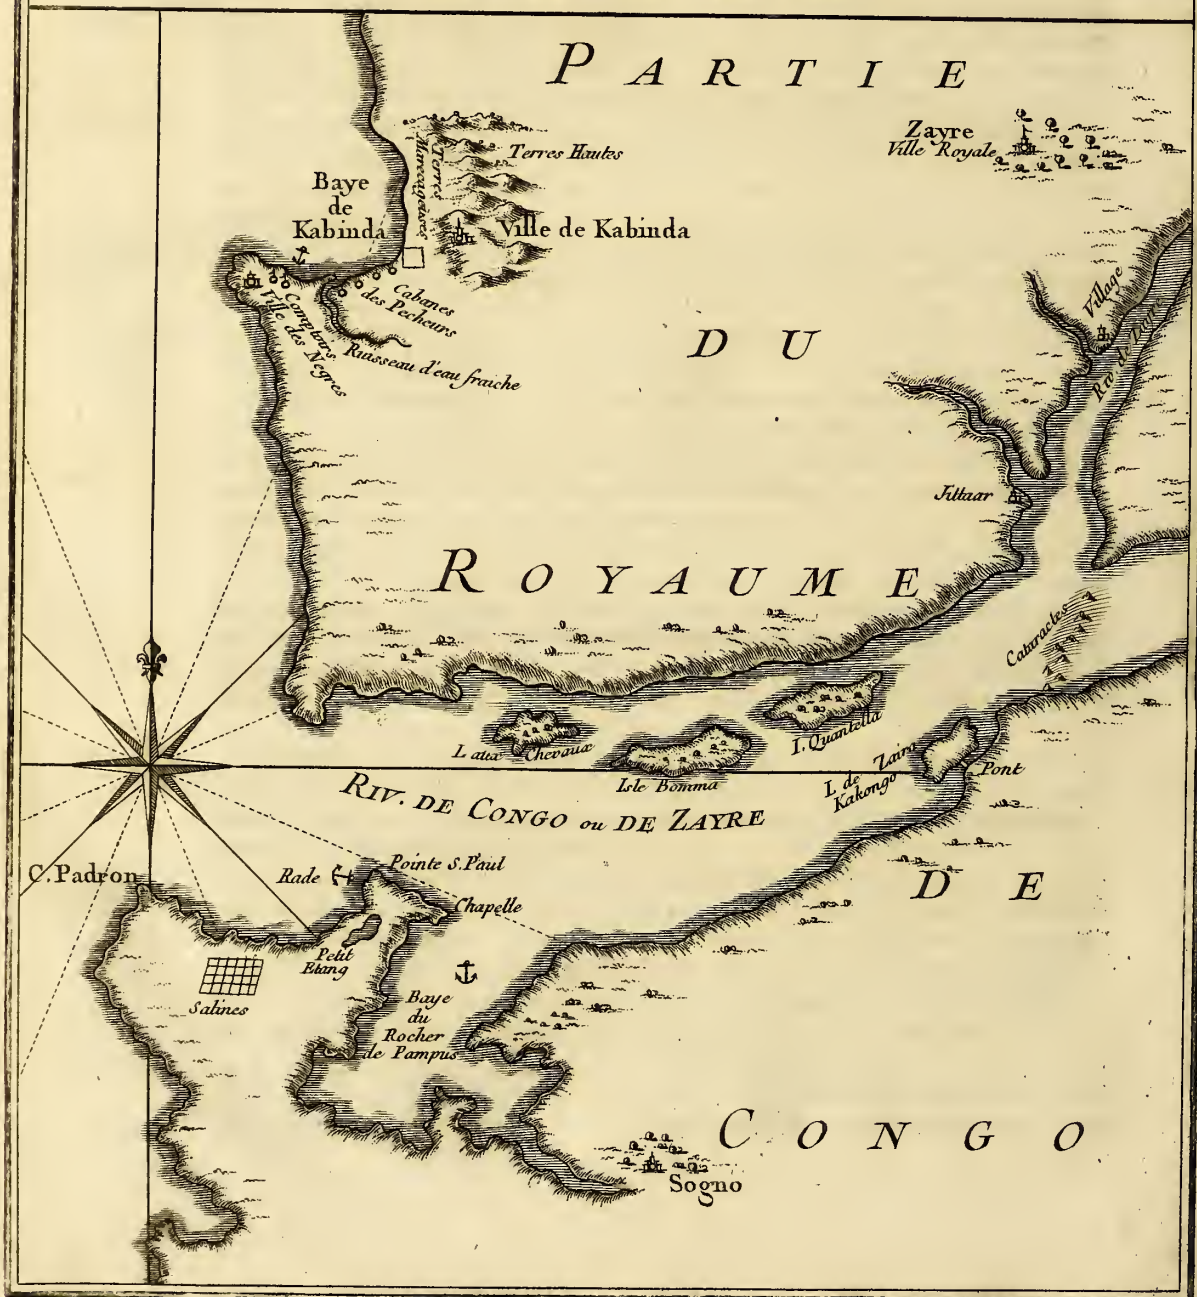 PARTIE
Zayre
Ville Royale
Terres Hautes
Terres
Marecageuses
Baye
de
Kabinda
Ville de Kabinda
Cabanes
des Pecheurs
Comptoirs
Ville des Negres
Ruisseau d'eau fraiche
Village
Riv. de Zaire
DU
Jittaar
ROYAUME
Cataractes
I. aux Chevaux
Isle Bomma
I. Quantella
I. de Zaira
Kakongo
Pont
RIV. DE CONGO ou DE ZAYRE
C. Padron
Rade
Pointe S. Paul
Chapelle
DE
Petit
Etang
Salines
Baye
du
Rocher
de Pampus
CONGO
Sogno